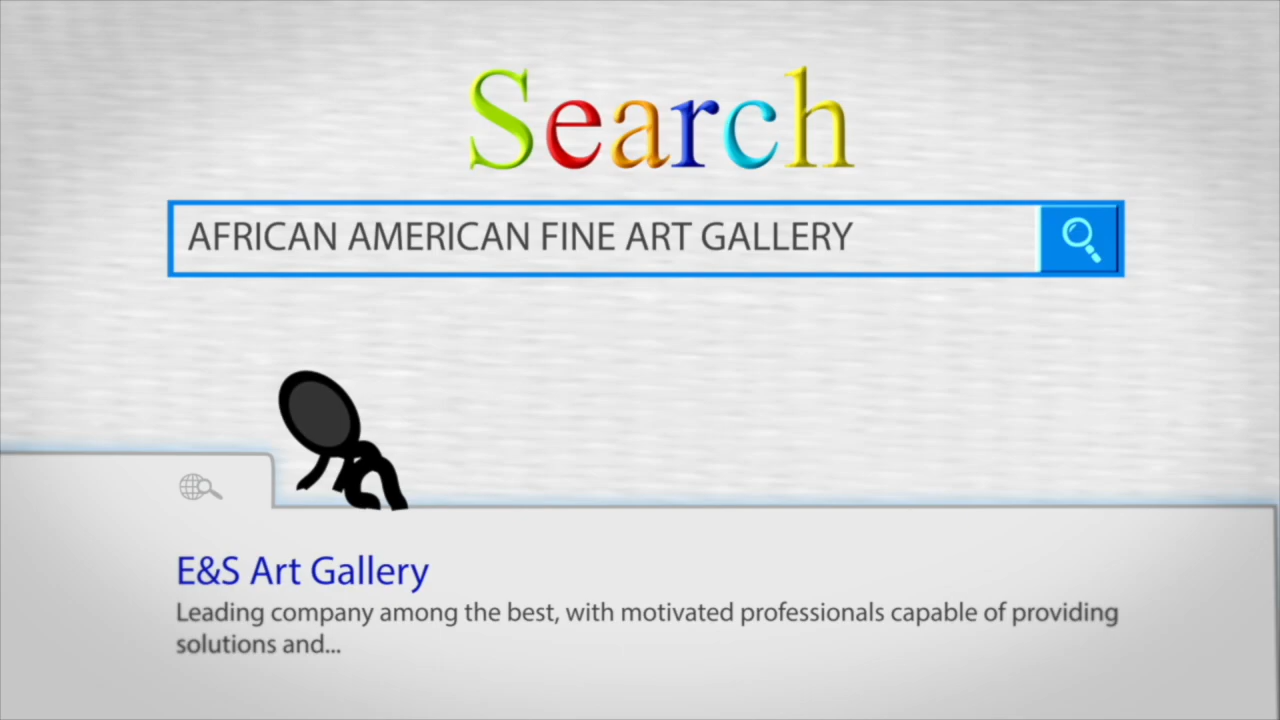 Search
AFRICAN AMERICAN FINE ART GALLERY
E&S Art Gallery
Leading company among the best, with motivated professionals capable of providing
solutions and...